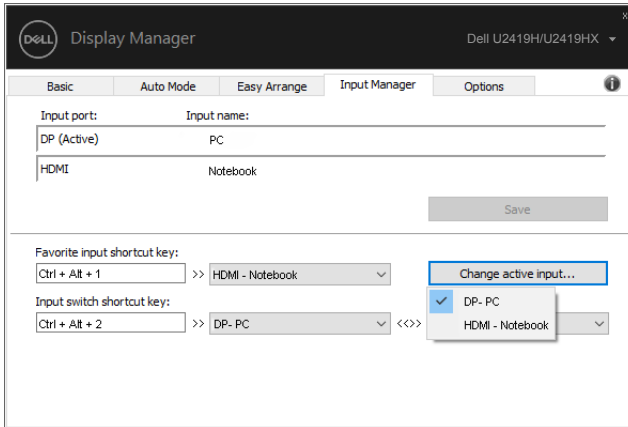 x
DELL Display Manager Dell U2419H/U2419HX
Basic Auto Mode Easy Arrange Input Manager Options i
Input port: Input name:
DP (Active) PC
HDMI Notebook
Save
Favorite input shortcut key:
Ctrl + Alt + 1 >> HDMI - Notebook Change active input...
Input switch shortcut key:
Ctrl + Alt + 2 >> DP- PC <<>>
DP- PC
HDMI - Notebook